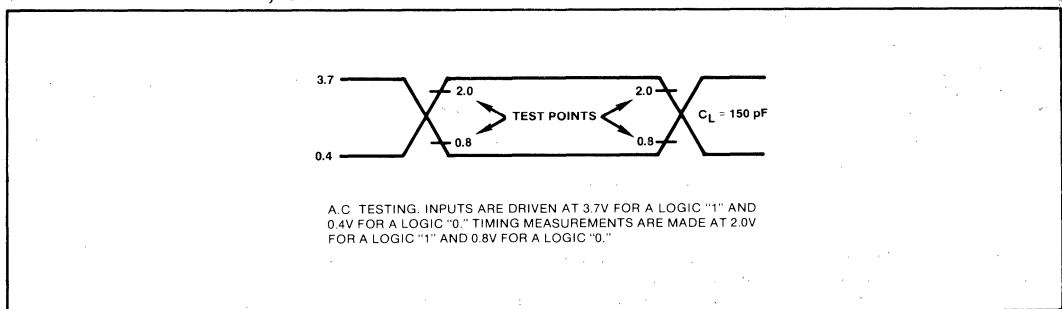 3.7
2.0 2.0
TEST POINTS CL = 150 pF
0.8 0.8
0.4
A.C TESTING. INPUTS ARE DRIVEN AT 3.7V FOR A LOGIC "1" AND
0.4V FOR A LOGIC "0." TIMING MEASUREMENTS ARE MADE AT 2.0V
FOR A LOGIC "1" AND 0.8V FOR A LOGIC "0."